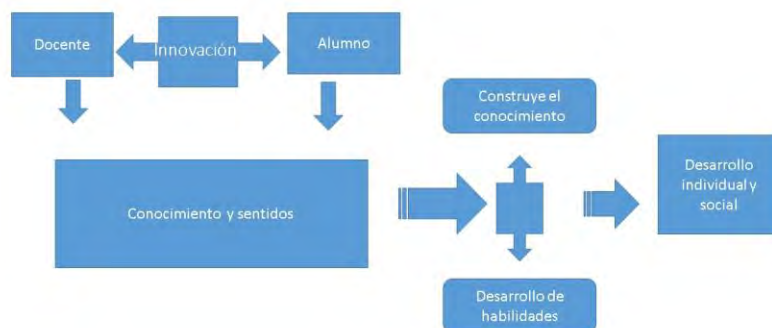 Docente
Innovación
Alumno
Construye el
conocimiento
Conocimiento y sentidos
Desarrollo
individual y
social
Desarrollo de
habilidades